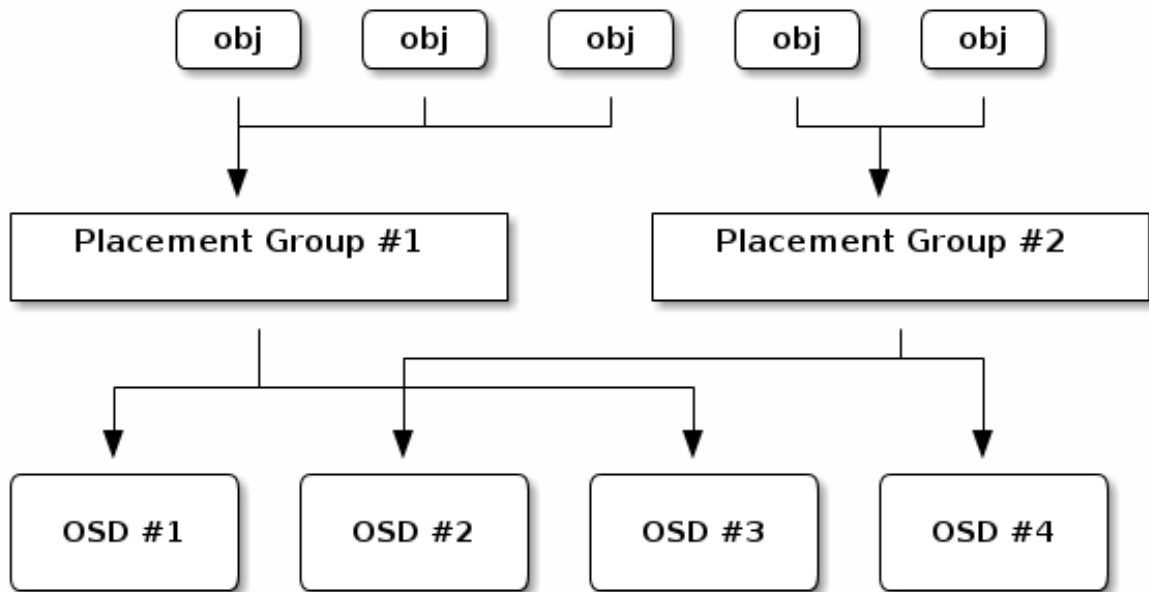 obj
obj
obj
obj
obj
Placement Group #1
Placement Group #2
OSD #1
OSD #2
OSD #3
OSD #4